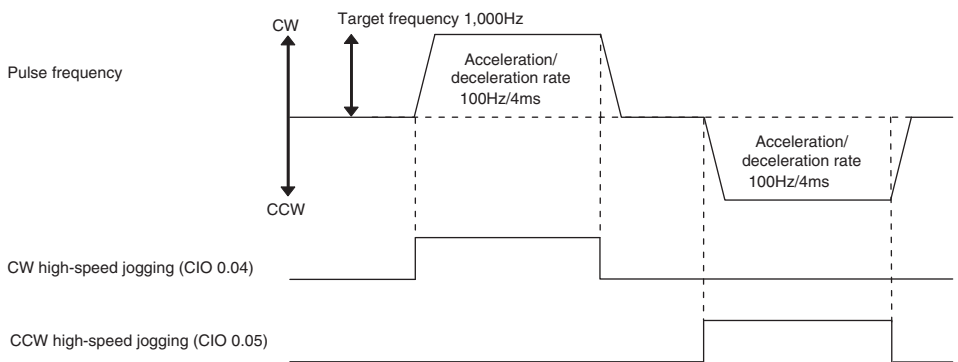 CW
Target frequency 1,000Hz
Pulse frequency
Acceleration/
deceleration rate
100Hz/4ms
Acceleration/
deceleration rate
100Hz/4ms
CCW
CW high-speed jogging (CIO 0.04)
CCW high-speed jogging (CIO 0.05)